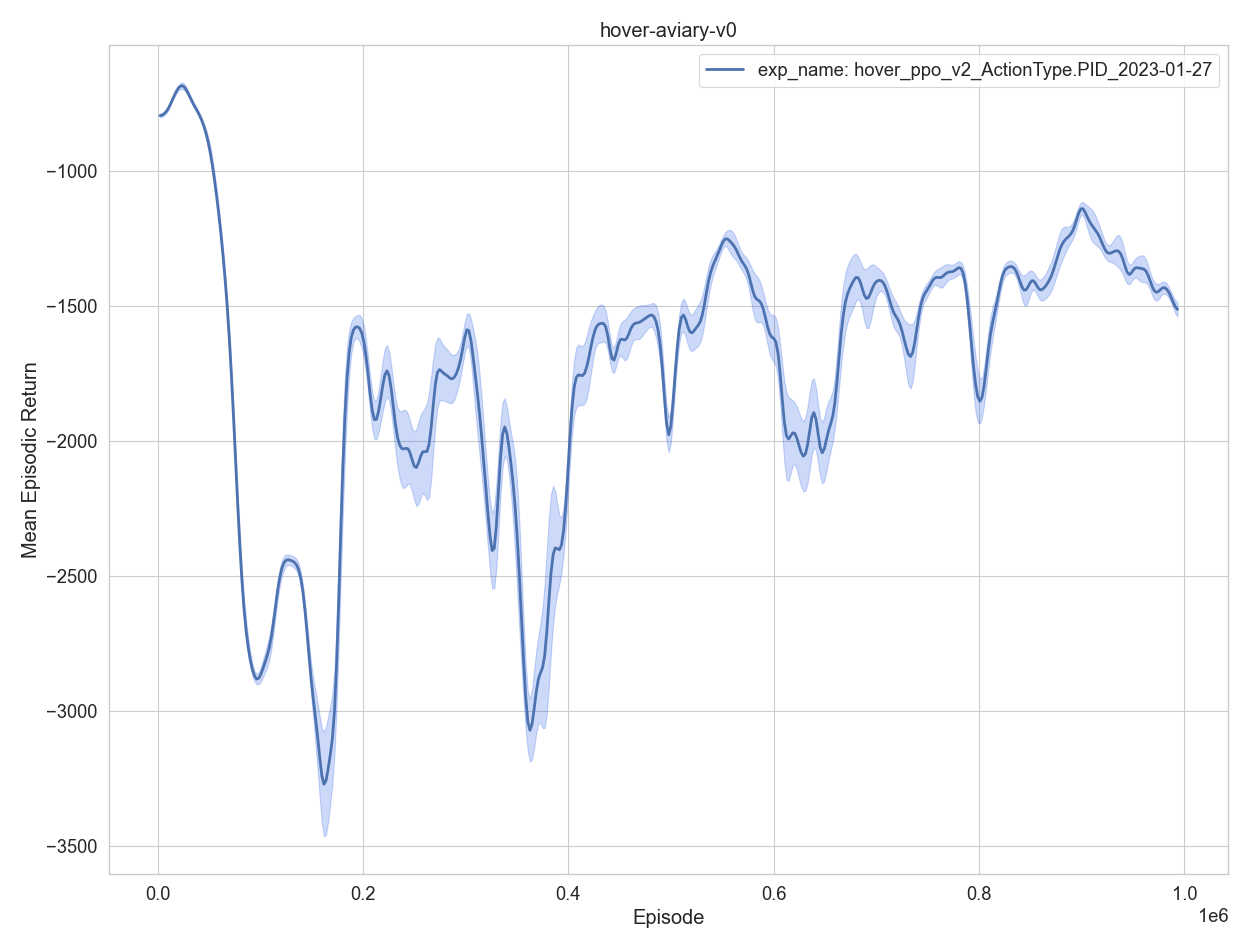 hover-aviary-v0
exp_name: hover_ppo_v2_ActionType.PID_2023-01-27
Mean Episodic Return
−1000
−1500
−2000
−2500
−3000
−3500
0.0 0.2 0.4 0.6 0.8 1.0
1e6
Episode